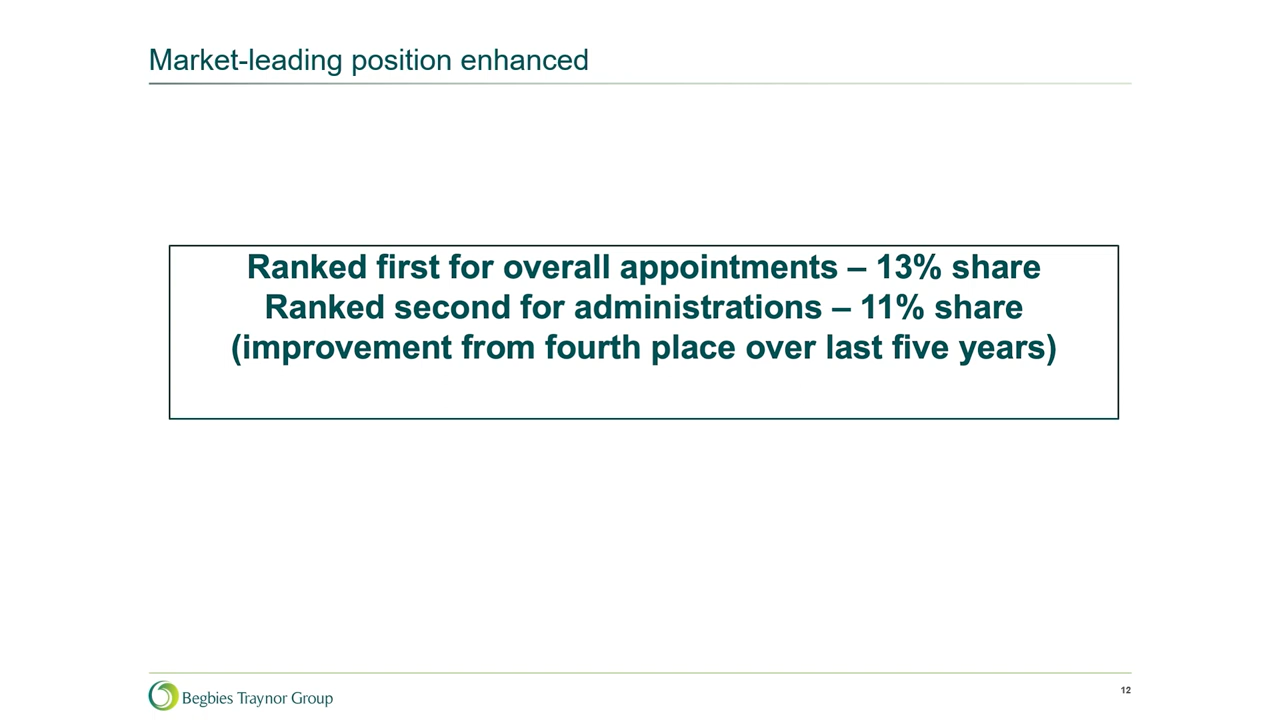 Market-leading position enhanced
Ranked first for overall appointments – 13% share
Ranked second for administrations – 11% share
(improvement from fourth place over last five years)
Begbies Traynor Group
12